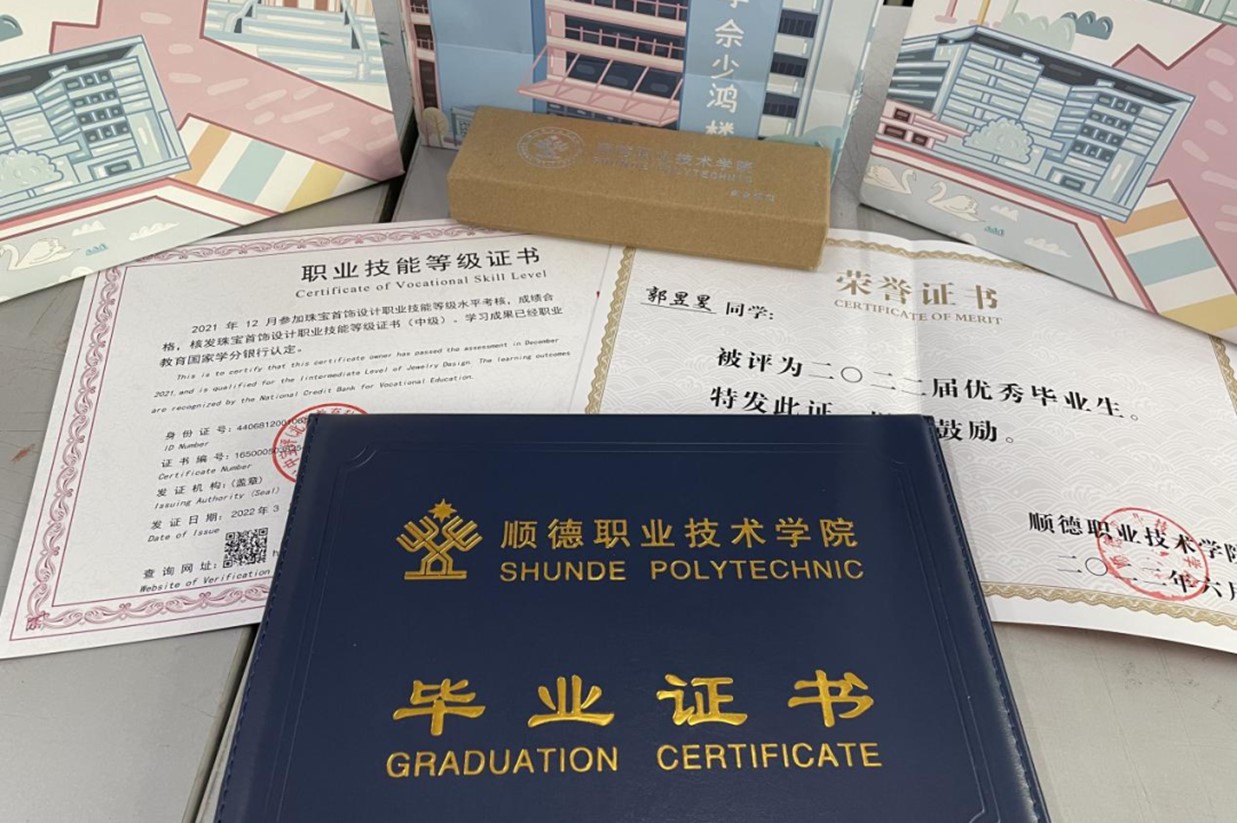 学佘少鸿楼
顺德职业技术学院
SHUNDE POLYTECHNIC
职业技能等级证书
Certificate of Vocational Skill Level
2021 年 12 月参加珠宝首饰设计职业技能等级水平考核，成绩合
格，核发珠宝首饰设计职业技能等级证书（中级）。学习成果已经职业
教育国家学分银行认定。
This is to certify that this certificate owner has passed the assessment in December
2021, and is qualified for the Iintermediate Level of Jewelry Design. The learning outcomes
are recognized by the National Credit Bank for Vocational Education.
身 份 证 号：
ID Number
证 书 编 号：
Certificate Number
发 证 机 构：（盖章）
Issuing Authority (Seal)
发 证 日 期： 2022 年 3
Date of Issue
查 询 网 址： h
Website of Verification
荣誉证书
CERTIFICATE OF MERIT
郭昱旻 同学：
被评为二〇二二届优秀毕业生。
特发此证 鼓励。
顺德职业技术学院
二〇二二年六月
顺德职业技术学院
SHUNDE POLYTECHNIC
毕业证书
GRADUATION CERTIFICATE